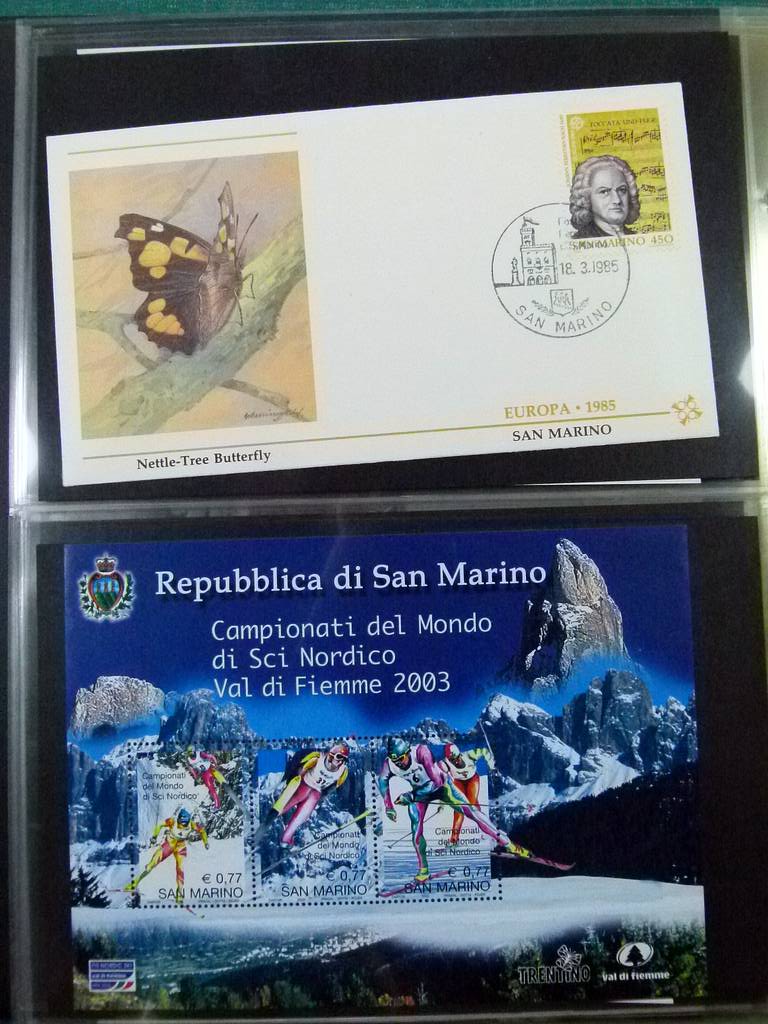 TOCCATA UND FUGE
SAN MARINO 450
18. 3.1985
SAN MARINO
EUROPA • 1985
SAN MARINO
Nettle-Tree Butterfly
Repubblica di San Marino
Campionati del Mondo
di Sci Nordico
Val di Fiemme 2003
Campionati
del Mondo
di Sci Nordico
€ 0,77
SAN MARINO
Campionati
del Mondo
di Sci Nordico
€ 0,77
SAN MARINO
Campionati
del Mondo
di Sci Nordico
€ 0,77
SAN MARINO
TRENTINO
val di fiemme